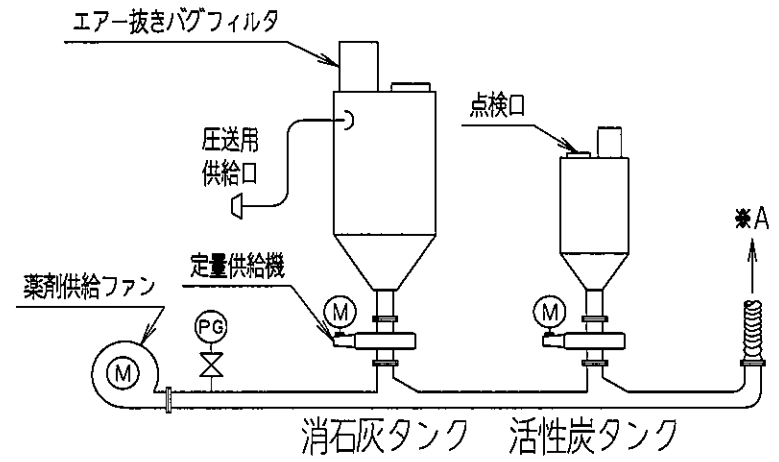 エアー抜きバグフィルタ
点検口
圧送用
供給口
※A
定量供給機
薬剤供給ファン
M
M
PG
M
消石灰タンク
活性炭タンク